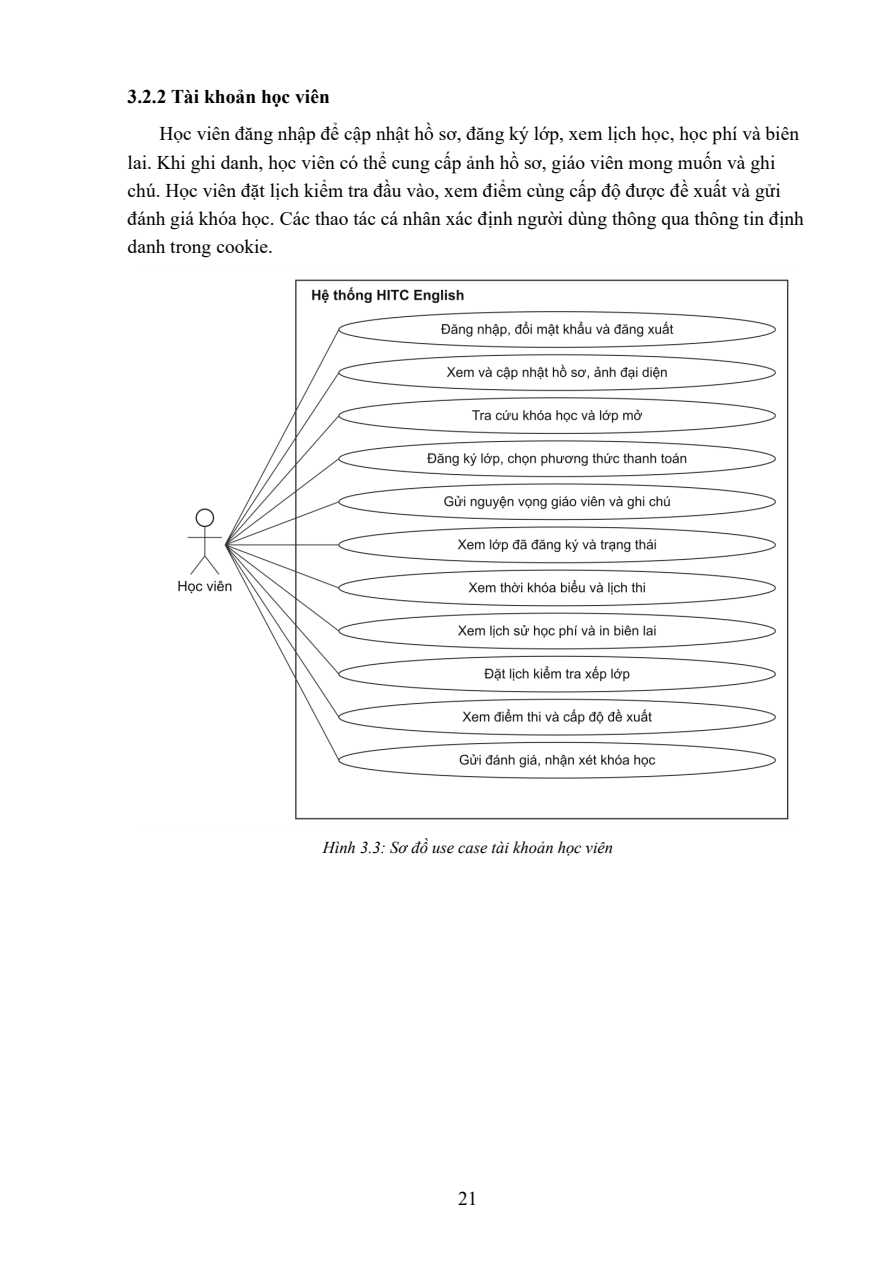 3.2.2 Tài khoản học viên
Học viên đăng nhập để cập nhật hồ sơ, đăng ký lớp, xem lịch học, học phí và biên
lai. Khi ghi danh, học viên có thể cung cấp ảnh hồ sơ, giáo viên mong muốn và ghi
chú. Học viên đặt lịch kiểm tra đầu vào, xem điểm cùng cấp độ được đề xuất và gửi
đánh giá khóa học. Các thao tác cá nhân xác định người dùng thông qua thông tin định
danh trong cookie.
Hệ thống HITC English
Đăng nhập, đổi mật khẩu và đăng xuất
Xem và cập nhật hồ sơ, ảnh đại diện
Tra cứu khóa học và lớp mở
Đăng ký lớp, chọn phương thức thanh toán
Gửi nguyện vọng giáo viên và ghi chú
Xem lớp đã đăng ký và trạng thái
Học viên
Xem thời khóa biểu và lịch thi
Xem lịch sử học phí và in biên lai
Đặt lịch kiểm tra xếp lớp
Xem điểm thi và cấp độ đề xuất
Gửi đánh giá, nhận xét khóa học
Hình 3.3: Sơ đồ use case tài khoản học viên
21